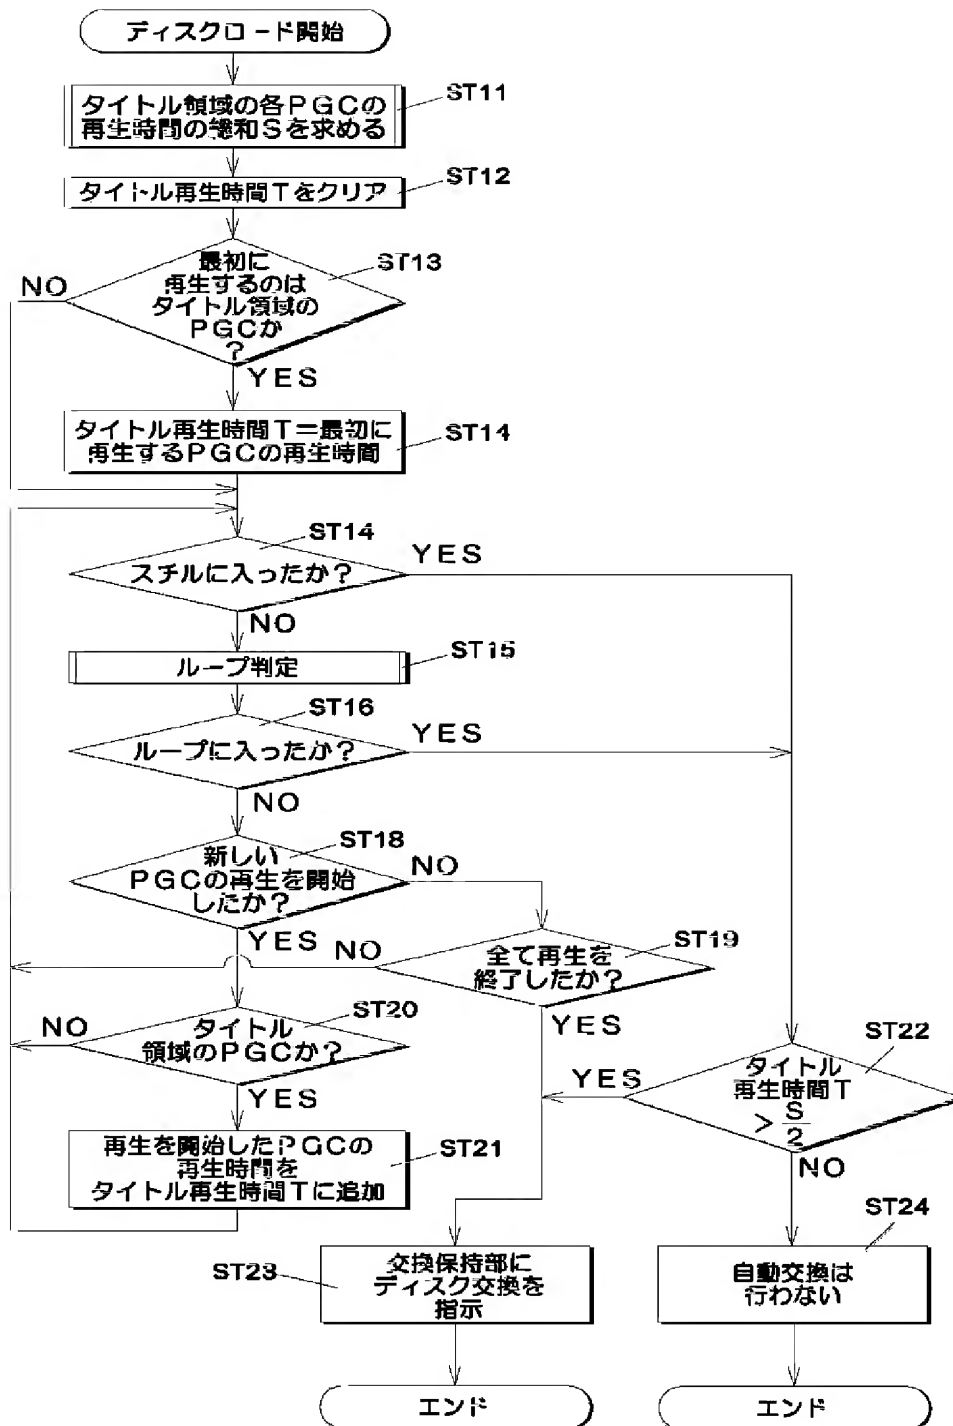 ディスクロード開始
ST11
タイトル領域の各PGCの
再生時間の総和Sを求める
ST12
タイトル再生時間Tをクリア
ST13
最初に
再生するのは
タイトル領域の
PGCか
?
NO
YES
ST14
タイトル再生時間T=最初に
再生するPGCの再生時間
ST14
スチルに入ったか?
YES
NO
ST15
ループ判定
ST16
ループに入ったか?
YES
NO
ST18
新しい
PGCの再生を開始
したか?
NO
YES
ST19
全て再生を
終了したか?
NO
YES
ST20
タイトル
領域のPGCか?
NO
YES
ST22
タイトル
再生時間T
> S/2
YES
NO
ST21
再生を開始したPGCの
再生時間を
タイトル再生時間Tに追加
ST23
交換保持部に
ディスク交換を
指示
ST24
自動交換は
行わない
エンド
エンド